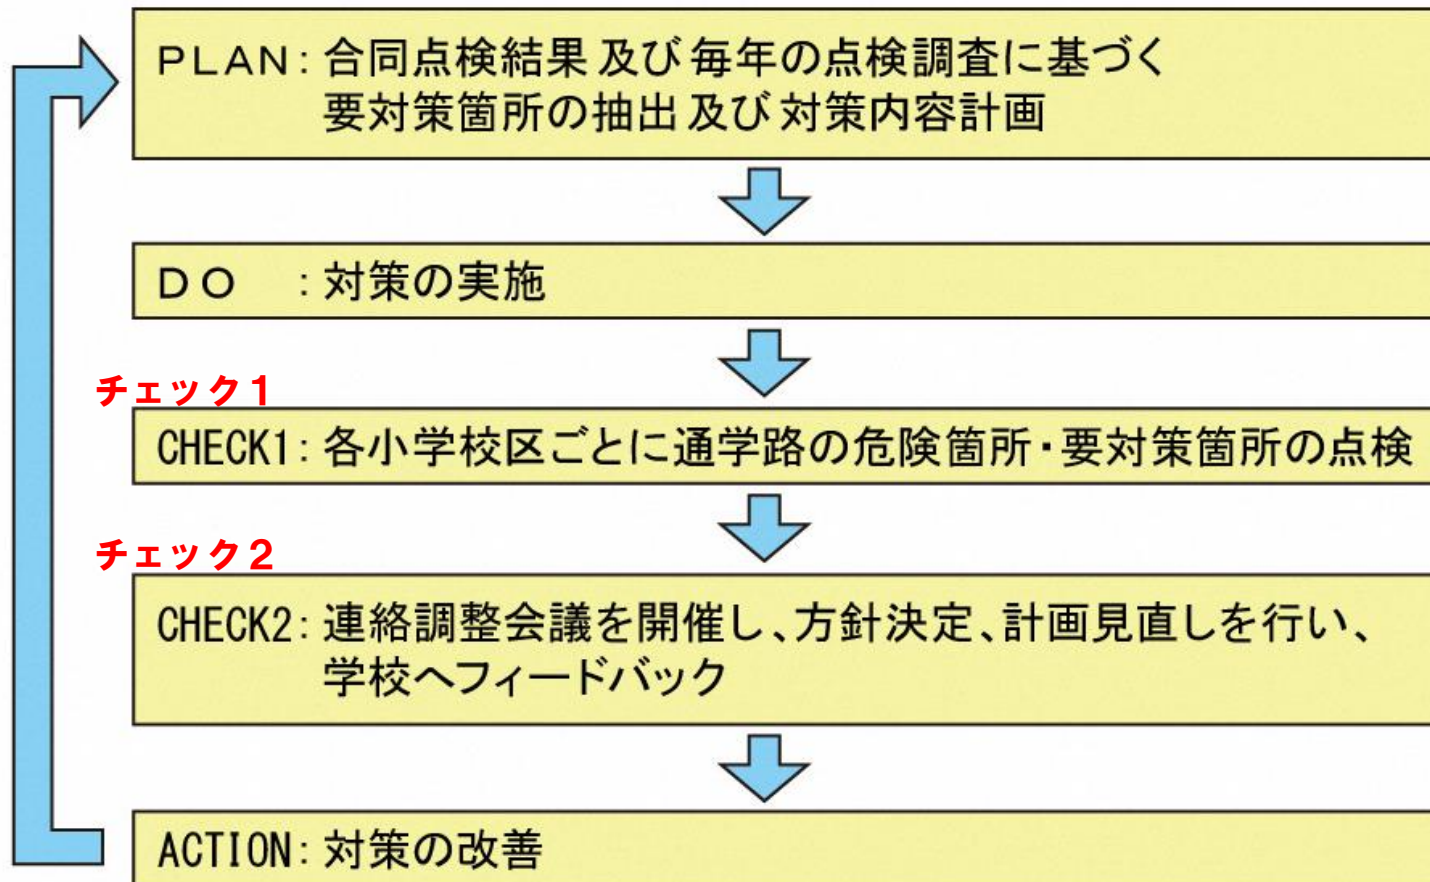 PLAN：合同点検結果及び毎年の点検調査に基づく
要対策箇所の抽出及び対策内容計画
DO　：対策の実施
チェック1
CHECK1：各小学校区ごとに通学路の危険箇所・要対策箇所の点検
チェック2
CHECK2：連絡調整会議を開催し、方針決定、計画見直しを行い、
学校へフィードバック
ACTION：対策の改善